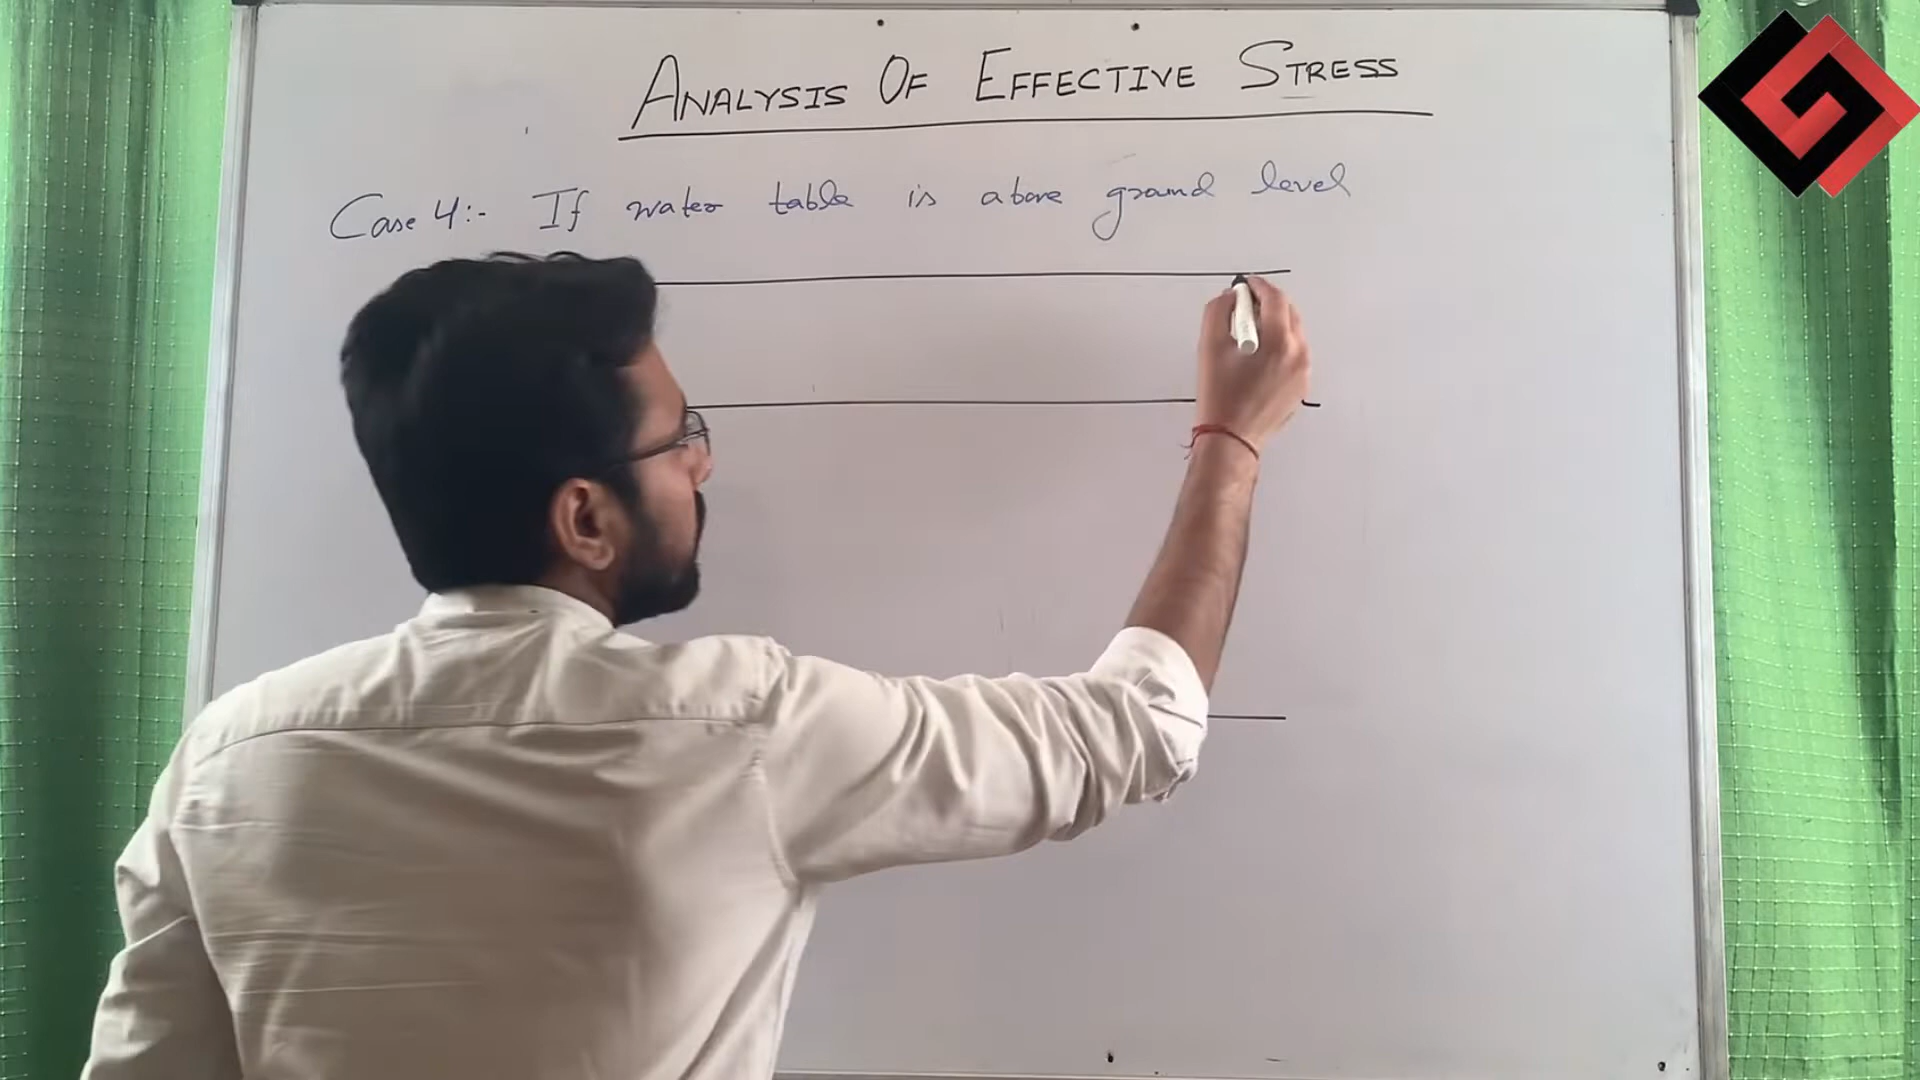 ANALYSIS OF EFFECTIVE STRESS
Case 4:- If water table is above ground level